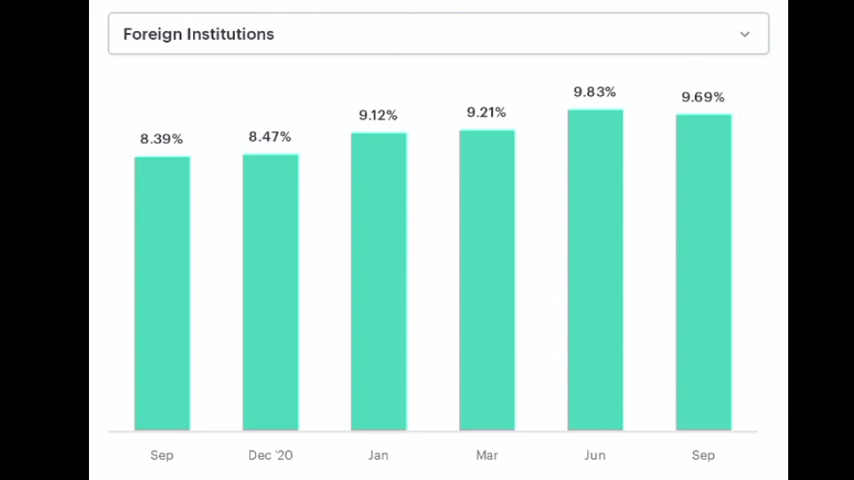 Foreign Institutions
9.83%
9.69%
9.12%
9.21%
8.39%
8.47%
Sep
Dec '20
Jan
Mar
Jun
Sep